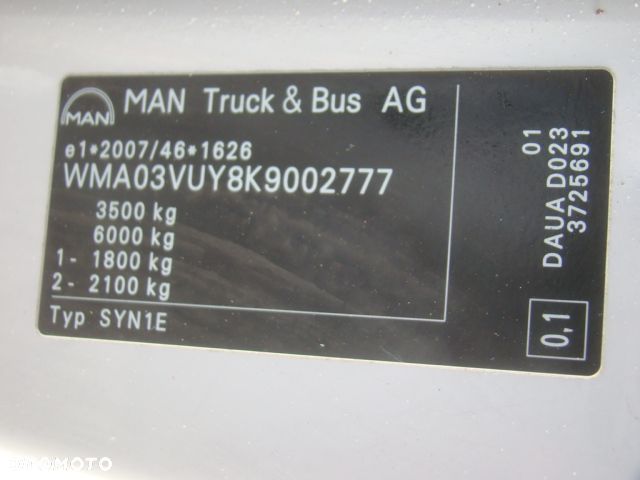 MAN
MAN Truck & Bus AG
e1*2007/46*1626
WMA03VUY8K9002777
3500 kg
6000 kg
1- 1800 kg
2- 2100 kg
Typ SYN1E
01
DAUA D023
3725691
0,1
OTOMOTO